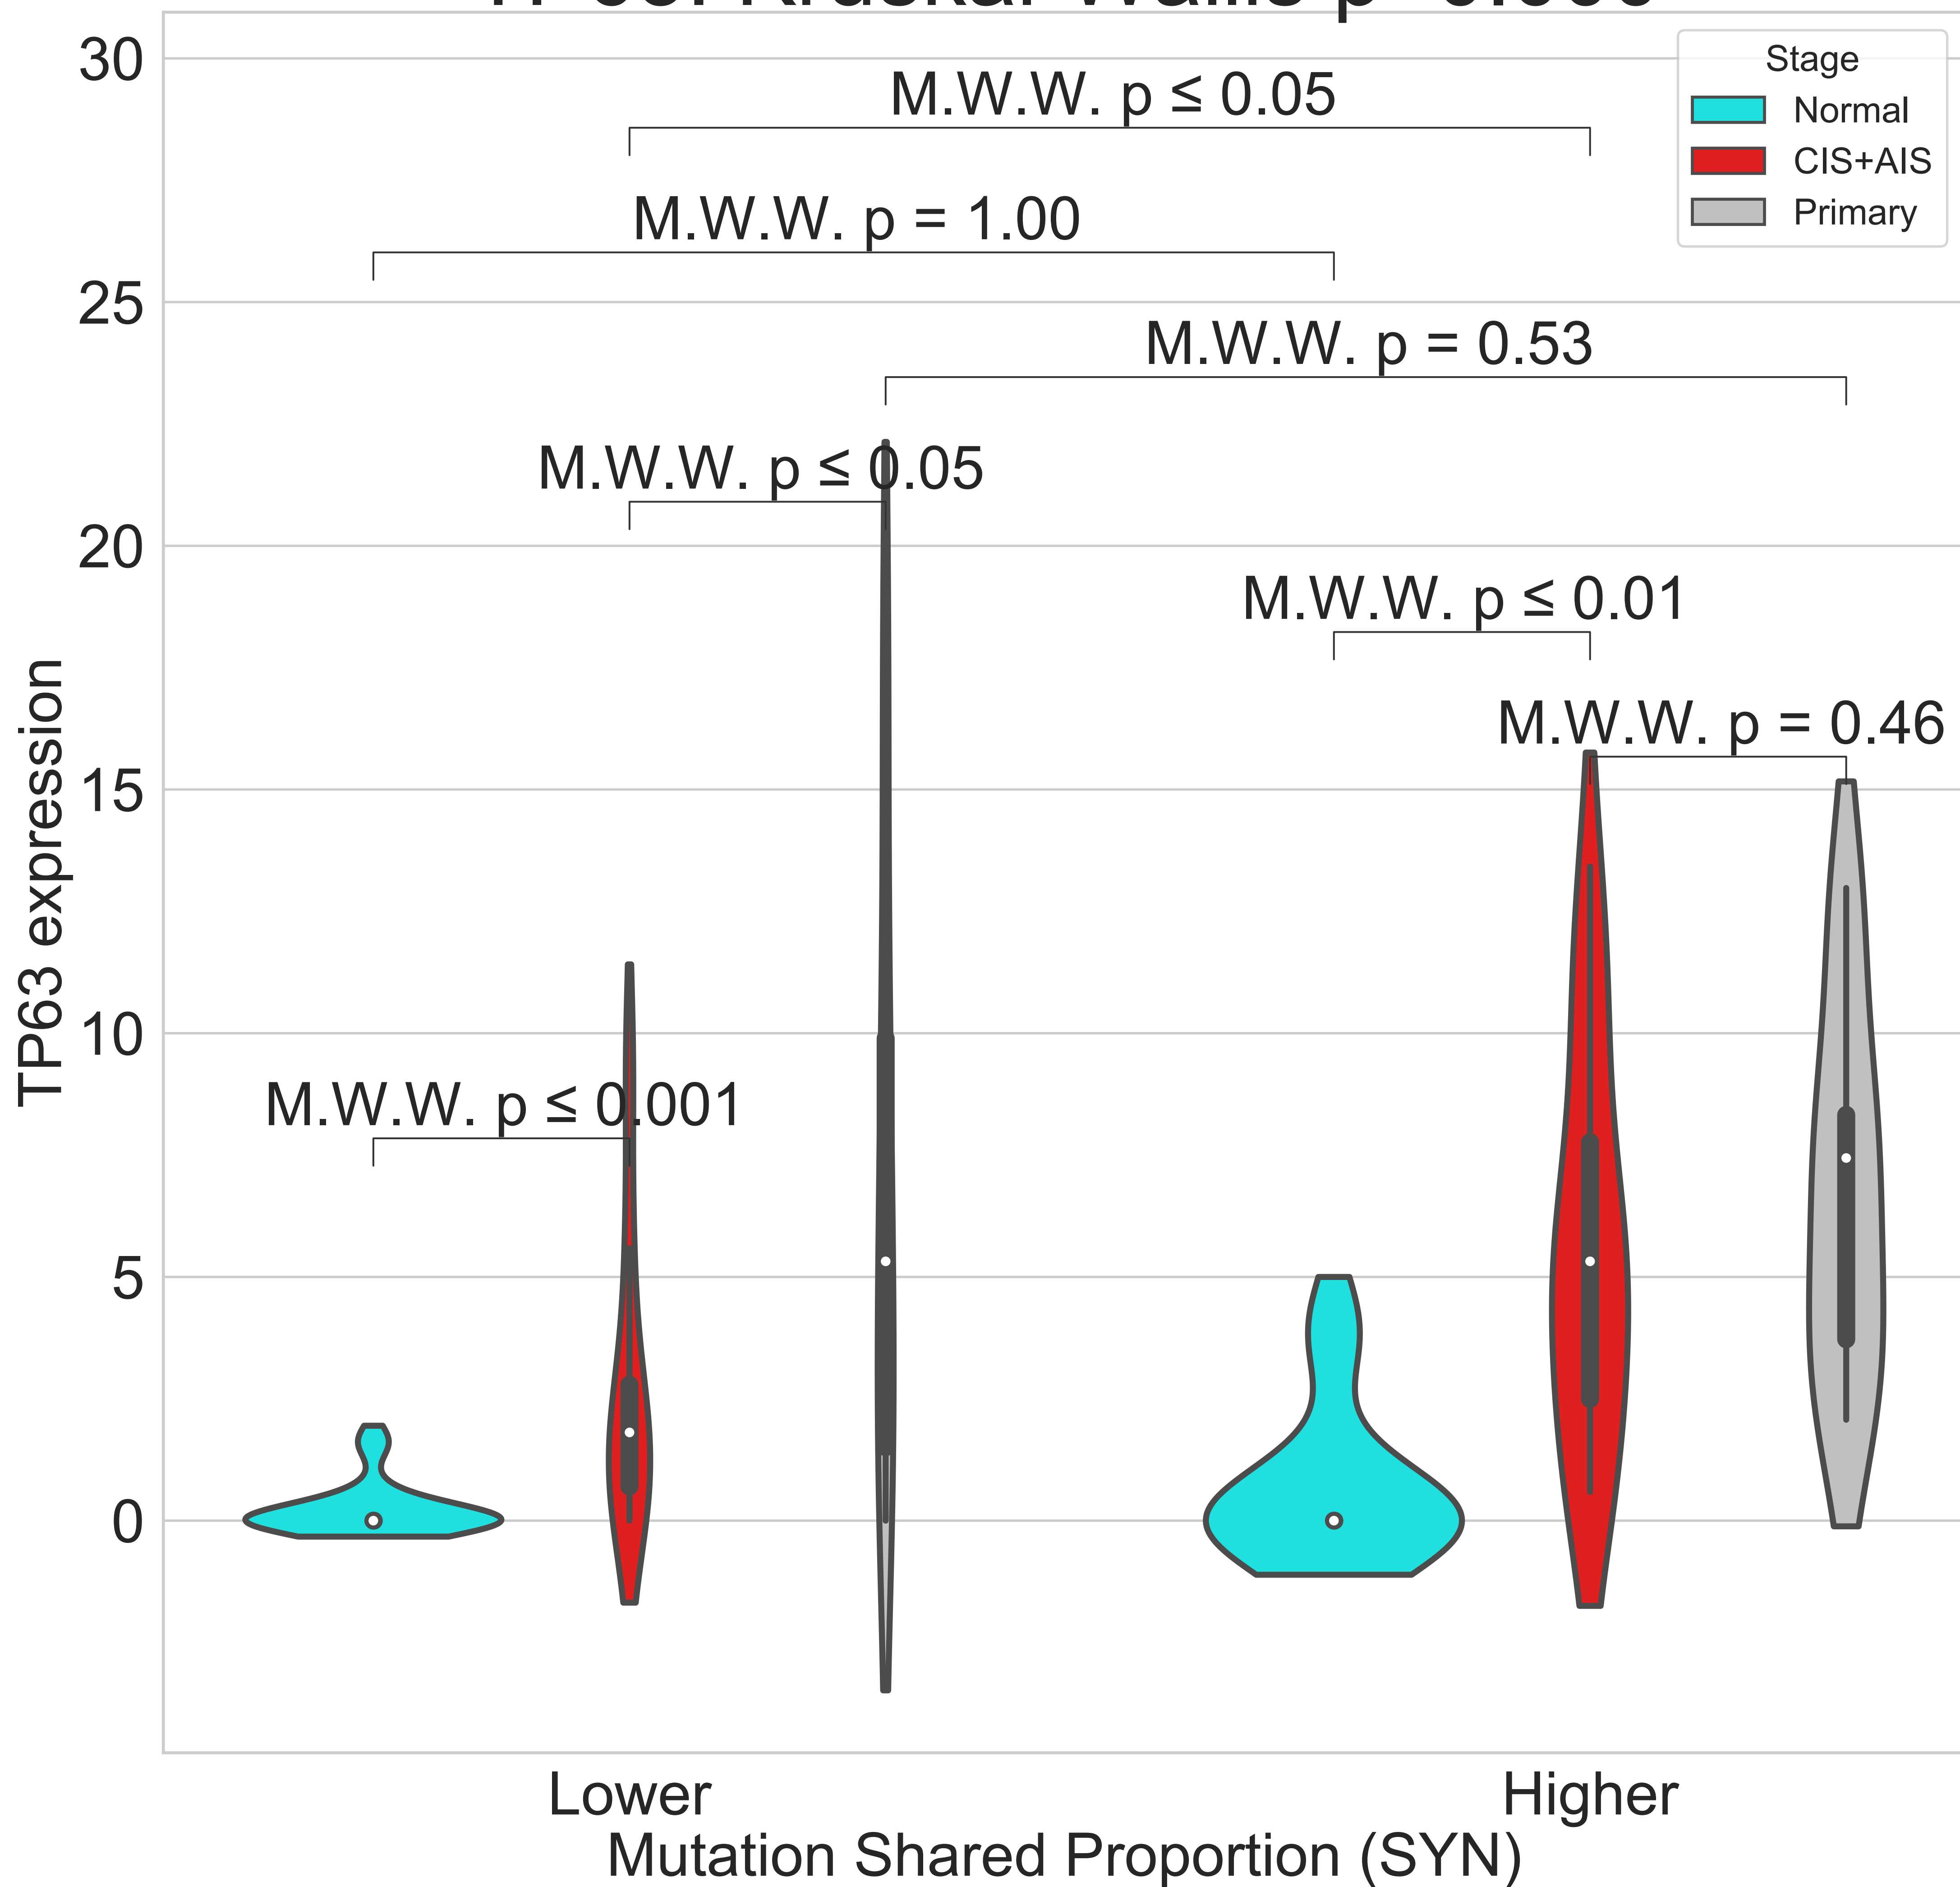 30
M.W.W. p ≤ 0.05
M.W.W. p = 1.00
25
M.W.W. p = 0.53
M.W.W. p ≤ 0.05
20
M.W.W. p ≤ 0.01
M.W.W. p = 0.46
15
10
M.W.W. p ≤ 0.001
5
0
TP63 expression
Stage
Normal
CIS+AIS
Primary
Lower
Higher
Mutation Shared Proportion (SYN)